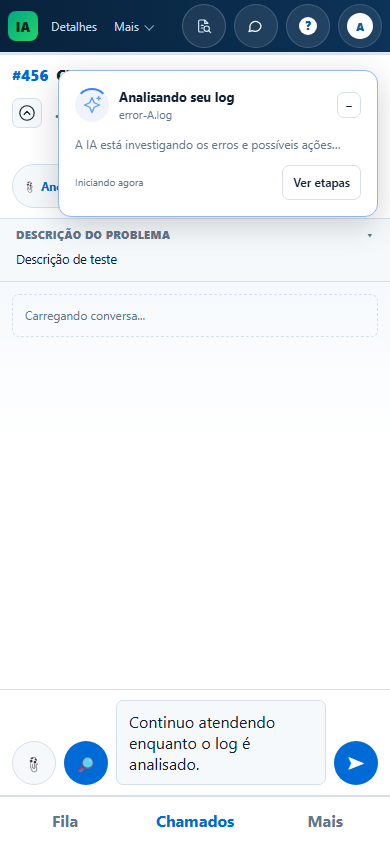 IA Detalhes Mais ? A
#456
Analisando seu log
error-A.log
A IA está investigando os erros e possíveis ações...
Iniciando agora
Ver etapas
DESCRIÇÃO DO PROBLEMA
Descrição de teste
Carregando conversa...
Continuo atendendo
enquanto o log é
analisado.
Fila Chamados Mais